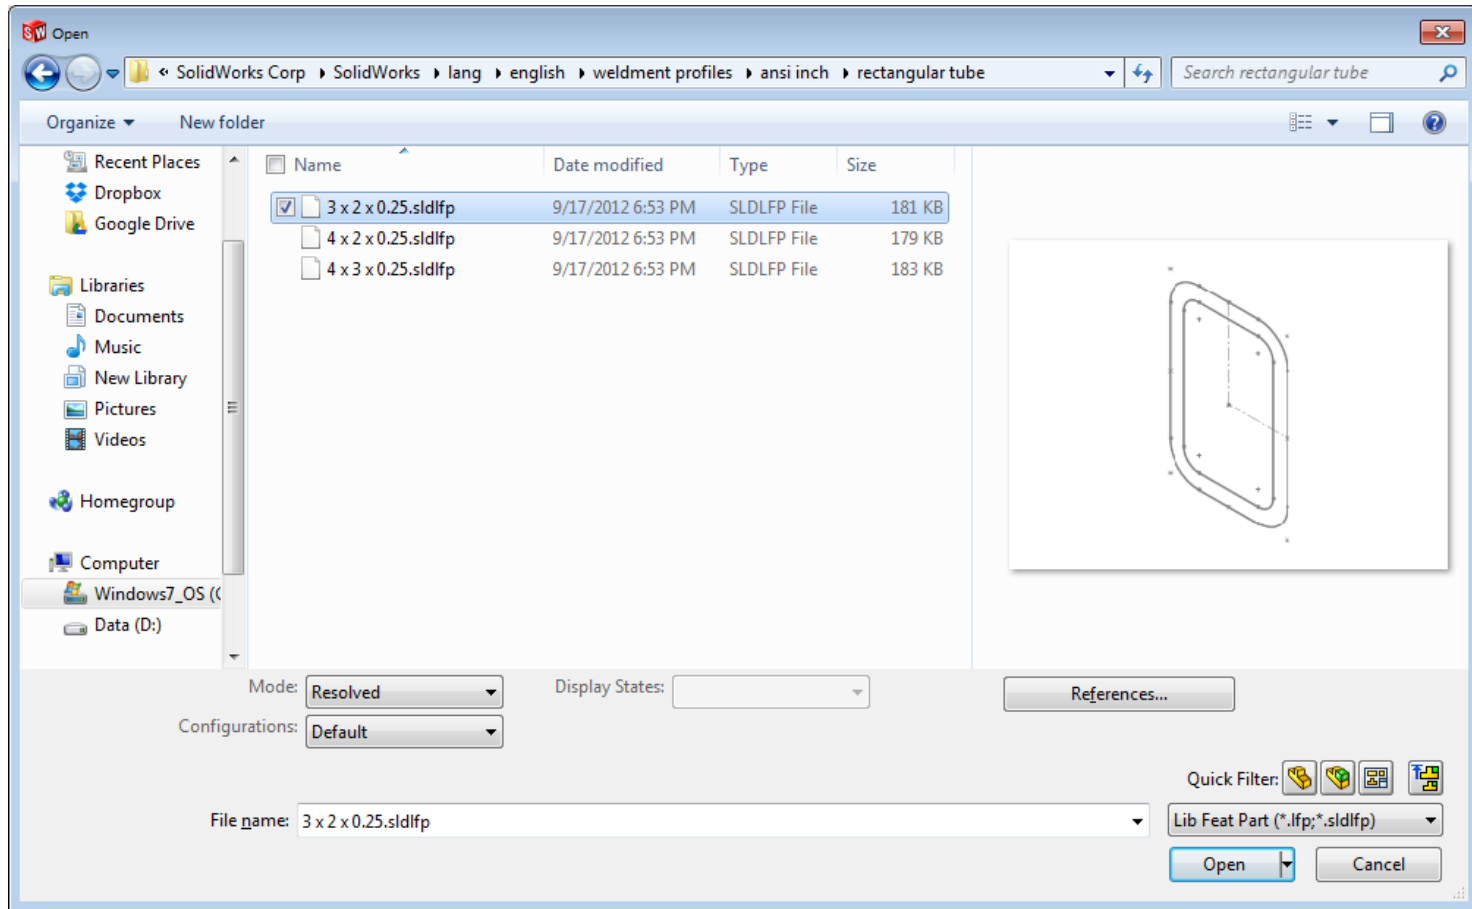 SW Open
« SolidWorks Corp ▸ SolidWorks ▸ lang ▸ english ▸ weldment profiles ▸ ansi inch ▸ rectangular tube
Search rectangular tube
Organize New folder
Recent Places
Dropbox
Google Drive
Libraries
Documents
Music
New Library
Pictures
Videos
Homegroup
Computer
Windows7_OS (
Data (D:)
Name Date modified Type Size
3 x 2 x 0.25.sldlfp 9/17/2012 6:53 PM SLDLFP File 181 KB
4 x 2 x 0.25.sldlfp 9/17/2012 6:53 PM SLDLFP File 179 KB
4 x 3 x 0.25.sldlfp 9/17/2012 6:53 PM SLDLFP File 183 KB
Mode: Resolved Display States: References...
Configurations: Default
Quick Filter:
File name: 3 x 2 x 0.25.sldlfp Lib Feat Part (*.lfp;*.sldlfp)
Open Cancel